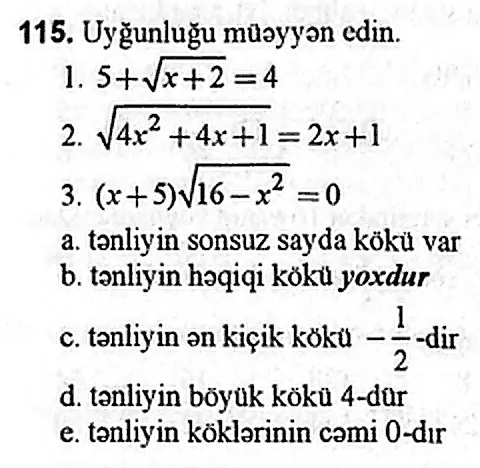 115. Uyğunluğu müəyyən edin.
1. 5+√(x+2) = 4
2. √(4x² +4x+1) = 2x+1
3. (x+5)√(16−x²) = 0
a. tənliyin sonsuz sayda kökü var
b. tənliyin həqiqi kökü yoxdur
c. tənliyin ən kiçik kökü −1/2-dir
d. tənliyin böyük kökü 4-dür
e. tənliyin köklərinin cəmi 0-dır